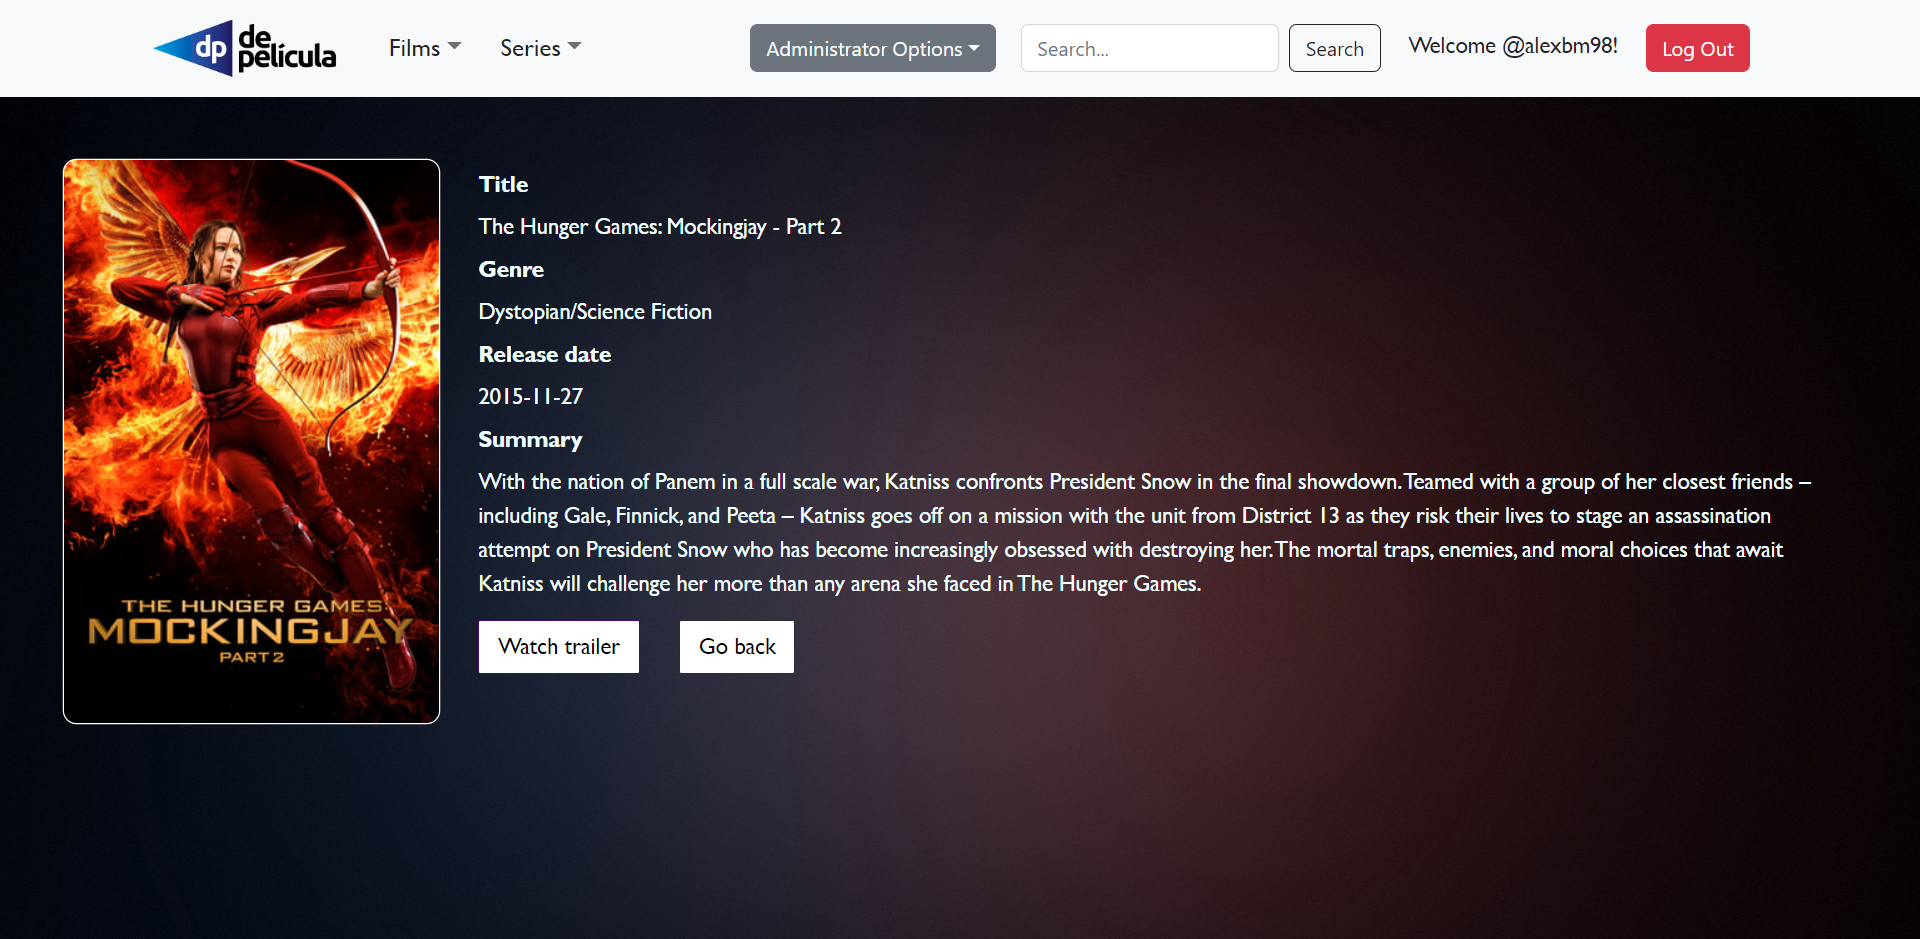 dp de película
Films
Series
Administrator Options
Search...
Search
Welcome @alexbm98!
Log Out
THE HUNGER GAMES:
MOCKINGJAY
PART 2
Title
The Hunger Games: Mockingjay - Part 2
Genre
Dystopian/Science Fiction
Release date
2015-11-27
Summary
With the nation of Panem in a full scale war, Katniss confronts President Snow in the final showdown. Teamed with a group of her closest friends –
including Gale, Finnick, and Peeta – Katniss goes off on a mission with the unit from District 13 as they risk their lives to stage an assassination
attempt on President Snow who has become increasingly obsessed with destroying her. The mortal traps, enemies, and moral choices that await
Katniss will challenge her more than any arena she faced in The Hunger Games.
Watch trailer
Go back